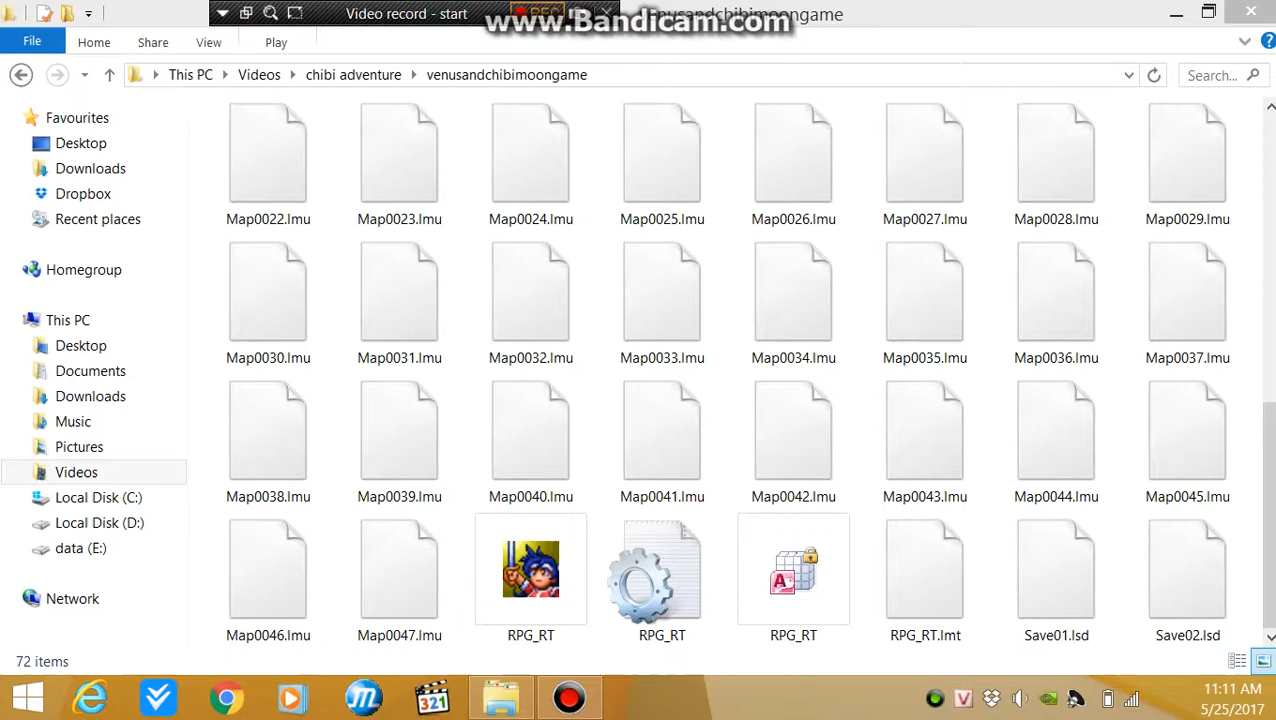 Video record - start
REC
www.Bandicam.com
usandchibimoongame
File Home Share View Play
This PC Videos chibi adventure venusandchibimoongame
Search...
Favourites
Desktop
Downloads
Dropbox
Recent places
Homegroup
This PC
Desktop
Documents
Downloads
Music
Pictures
Videos
Local Disk (C:)
Local Disk (D:)
data (E:)
Network
Map0022.lmu Map0023.lmu Map0024.lmu Map0025.lmu Map0026.lmu Map0027.lmu Map0028.lmu Map0029.lmu
Map0030.lmu Map0031.lmu Map0032.lmu Map0033.lmu Map0034.lmu Map0035.lmu Map0036.lmu Map0037.lmu
Map0038.lmu Map0039.lmu Map0040.lmu Map0041.lmu Map0042.lmu Map0043.lmu Map0044.lmu Map0045.lmu
Map0046.lmu Map0047.lmu RPG_RT RPG_RT RPG_RT RPG_RT.lmt Save01.lsd Save02.lsd
72 items
321
11:11 AM
5/25/2017